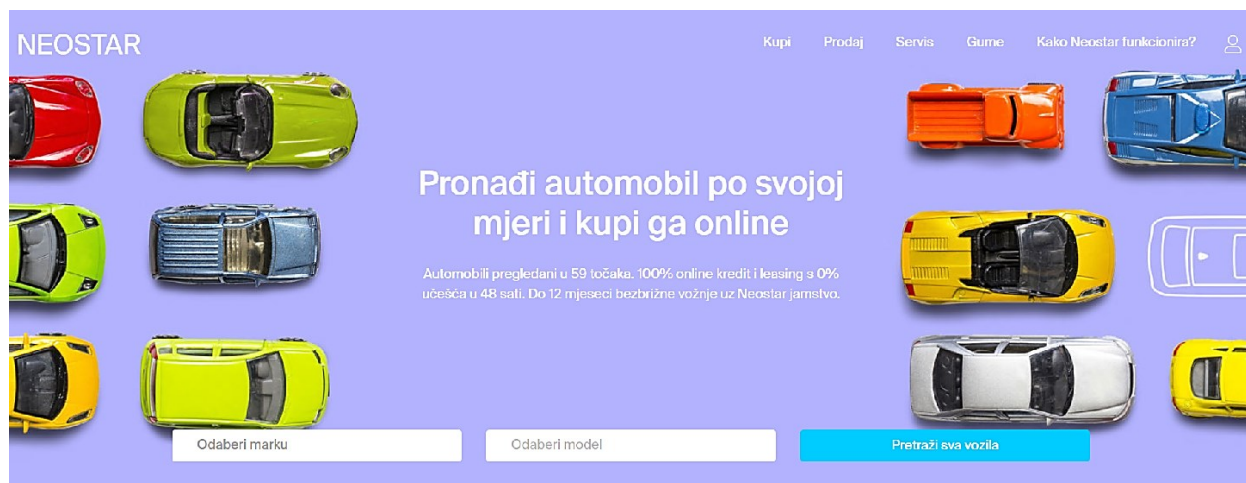 NEOSTAR
Kupi Prodaj Servis Gume Kako Neostar funkcionira?
Pronađi automobil po svojoj
mjeri i kupi ga online
Automobili pregledani u 59 točaka. 100% online kredit i leasing s 0%
učešća u 48 sati. Do 12 mjeseci bezbrižne vožnje uz Neostar jamstvo.
Odaberi marku Odaberi model Pretraži sva vozila